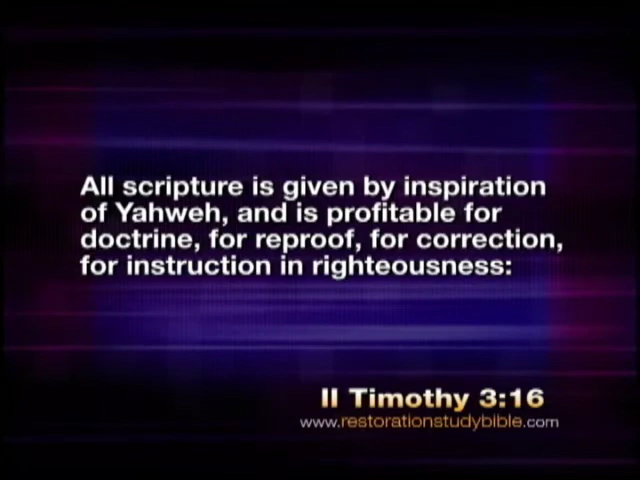 All scripture is given by inspiration
of Yahweh, and is profitable for
doctrine, for reproof, for correction,
for instruction in righteousness:
II Timothy 3:16
www.restorationstudybible.com